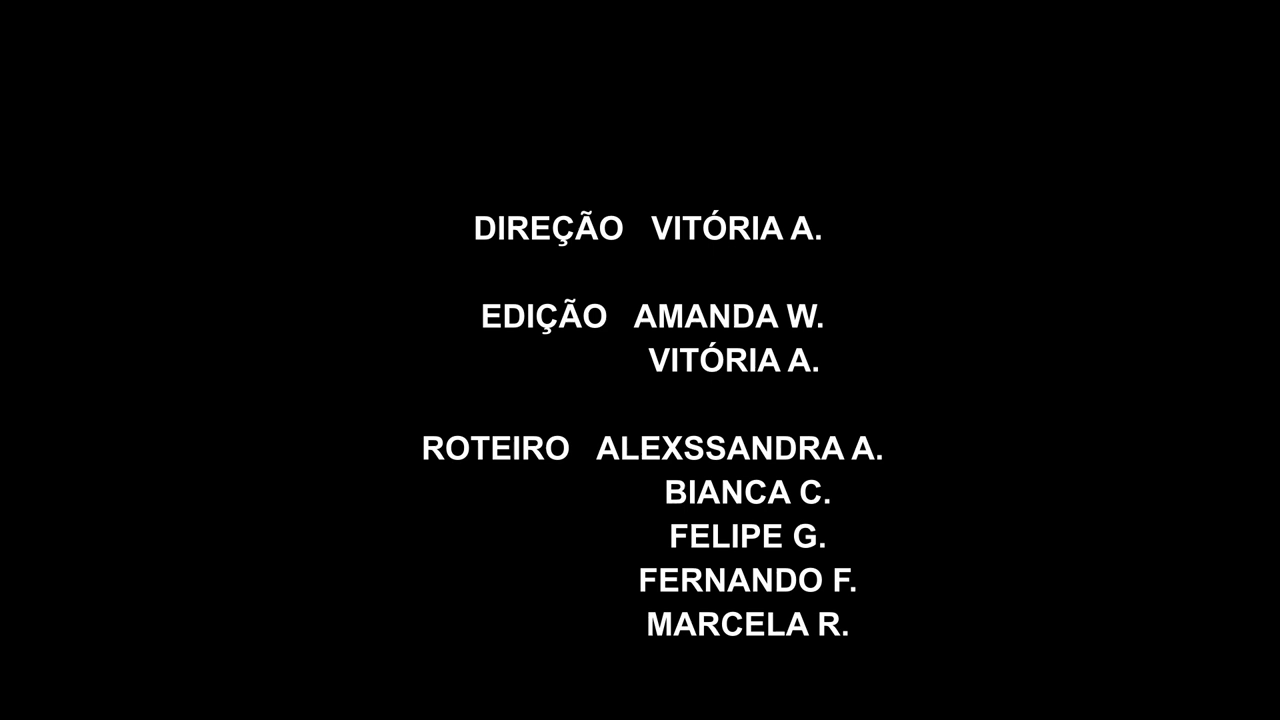 DIREÇÃO VITÓRIA A.
EDIÇÃO AMANDA W.
VITÓRIA A.
ROTEIRO ALEXSSANDRA A.
BIANCA C.
FELIPE G.
FERNANDO F.
MARCELA R.